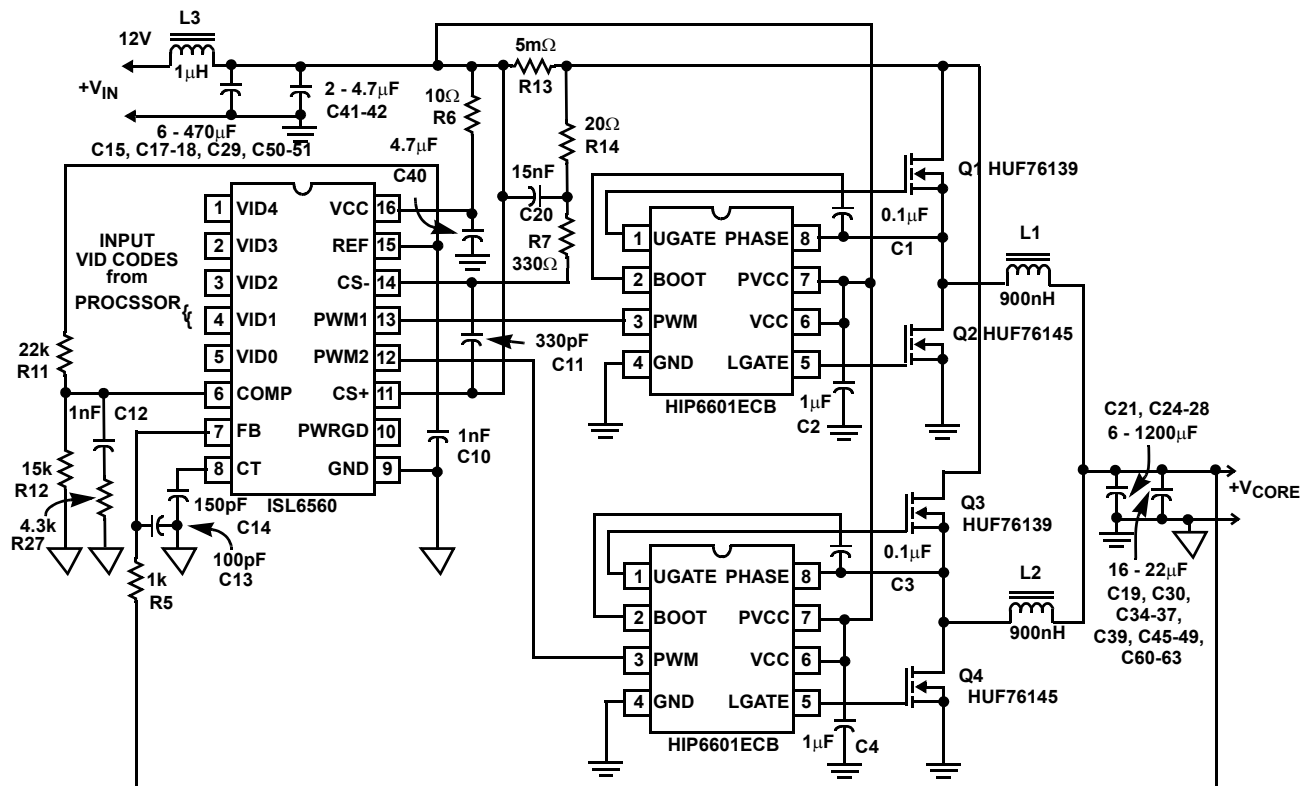 L3
12V
1µH
+VIN
2 - 4.7µF
C41-42
6 - 470µF
C15, C17-18, C29, C50-51
5mΩ
R13
10Ω
R6
20Ω
R14
4.7µF
C40
15nF
C20
R7
330Ω
INPUT
VID CODES
from
PROCSSOR {{
1 VID4
2 VID3
3 VID2
4 VID1
5 VID0
6 COMP
7 FB
8 CT
VCC 16
REF 15
CS- 14
PWM1 13
PWM2 12
CS+ 11
PWRGD 10
GND 9
ISL6560
22k
R11
1nF
C12
15k
R12
4.3k
R27
150pF
C14
100pF
C13
1k
R5
330pF
C11
1nF
C10
1 UGATE
2 BOOT
3 PWM
4 GND
PHASE 8
PVCC 7
VCC 6
LGATE 5
HIP6601ECB
0.1µF
C1
1µF
C2
Q1 HUF76139
Q2 HUF76145
L1
900nH
1 UGATE
2 BOOT
3 PWM
4 GND
PHASE 8
PVCC 7
VCC 6
LGATE 5
HIP6601ECB
0.1µF
C3
1µF
C4
Q3
HUF76139
Q4
HUF76145
L2
900nH
C21, C24-28
6 - 1200µF
+VCORE
16 - 22µF
C19, C30,
C34-37,
C39, C45-49,
C60-63